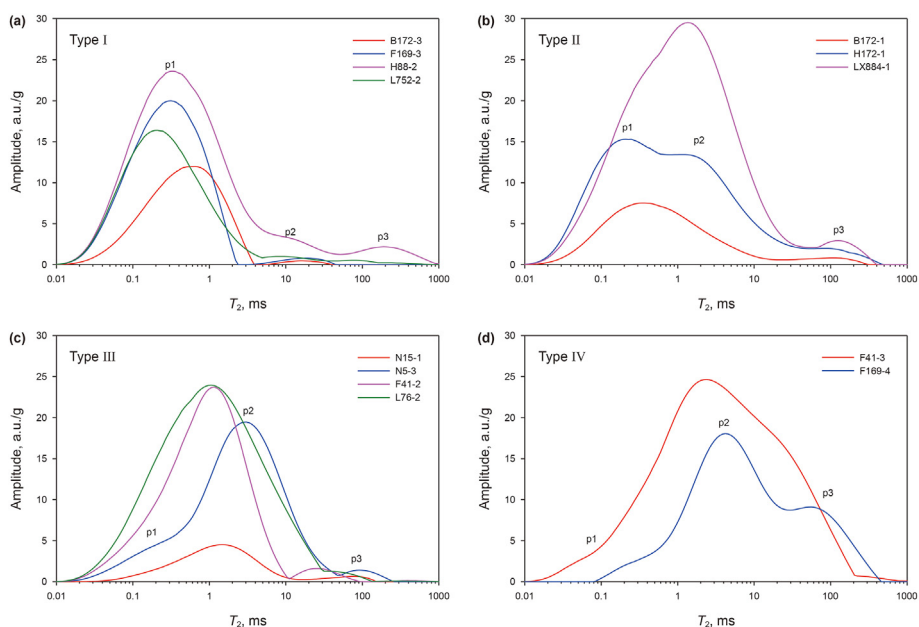 (a)
Type I
B172-3
F169-3
H88-2
L752-2
p1
p2
p3
Amplitude, a.u./g
30
25
20
15
10
5
0
0.01 0.1 1 10 100 1000
T2, ms
(b)
Type II
B172-1
H172-1
LX884-1
p1
p2
p3
Amplitude, a.u./g
30
25
20
15
10
5
0
0.01 0.1 1 10 100 1000
T2, ms
(c)
Type III
N15-1
N5-3
F41-2
L76-2
p1
p2
p3
Amplitude, a.u./g
30
25
20
15
10
5
0
0.01 0.1 1 10 100 1000
T2, ms
(d)
Type IV
F41-3
F169-4
p1
p2
p3
Amplitude, a.u./g
30
25
20
15
10
5
0
0.01 0.1 1 10 100 1000
T2, ms